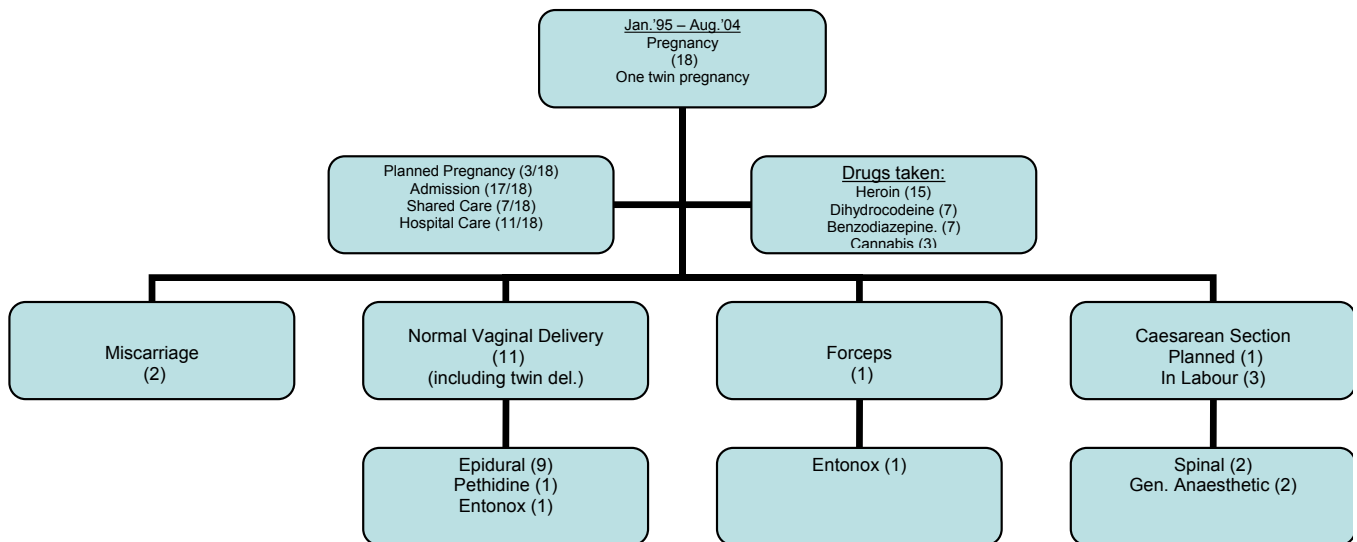 Jan.'95 – Aug.'04
Pregnancy
(18)
One twin pregnancy
Planned Pregnancy (3/18)
Admission (17/18)
Shared Care (7/18)
Hospital Care (11/18)
Drugs taken:
Heroin (15)
Dihydrocodeine (7)
Benzodiazepine. (7)
Cannabis (3)
Miscarriage
(2)
Normal Vaginal Delivery
(11)
(including twin del.)
Forceps
(1)
Caesarean Section
Planned (1)
In Labour (3)
Epidural (9)
Pethidine (1)
Entonox (1)
Entonox (1)
Spinal (2)
Gen. Anaesthetic (2)